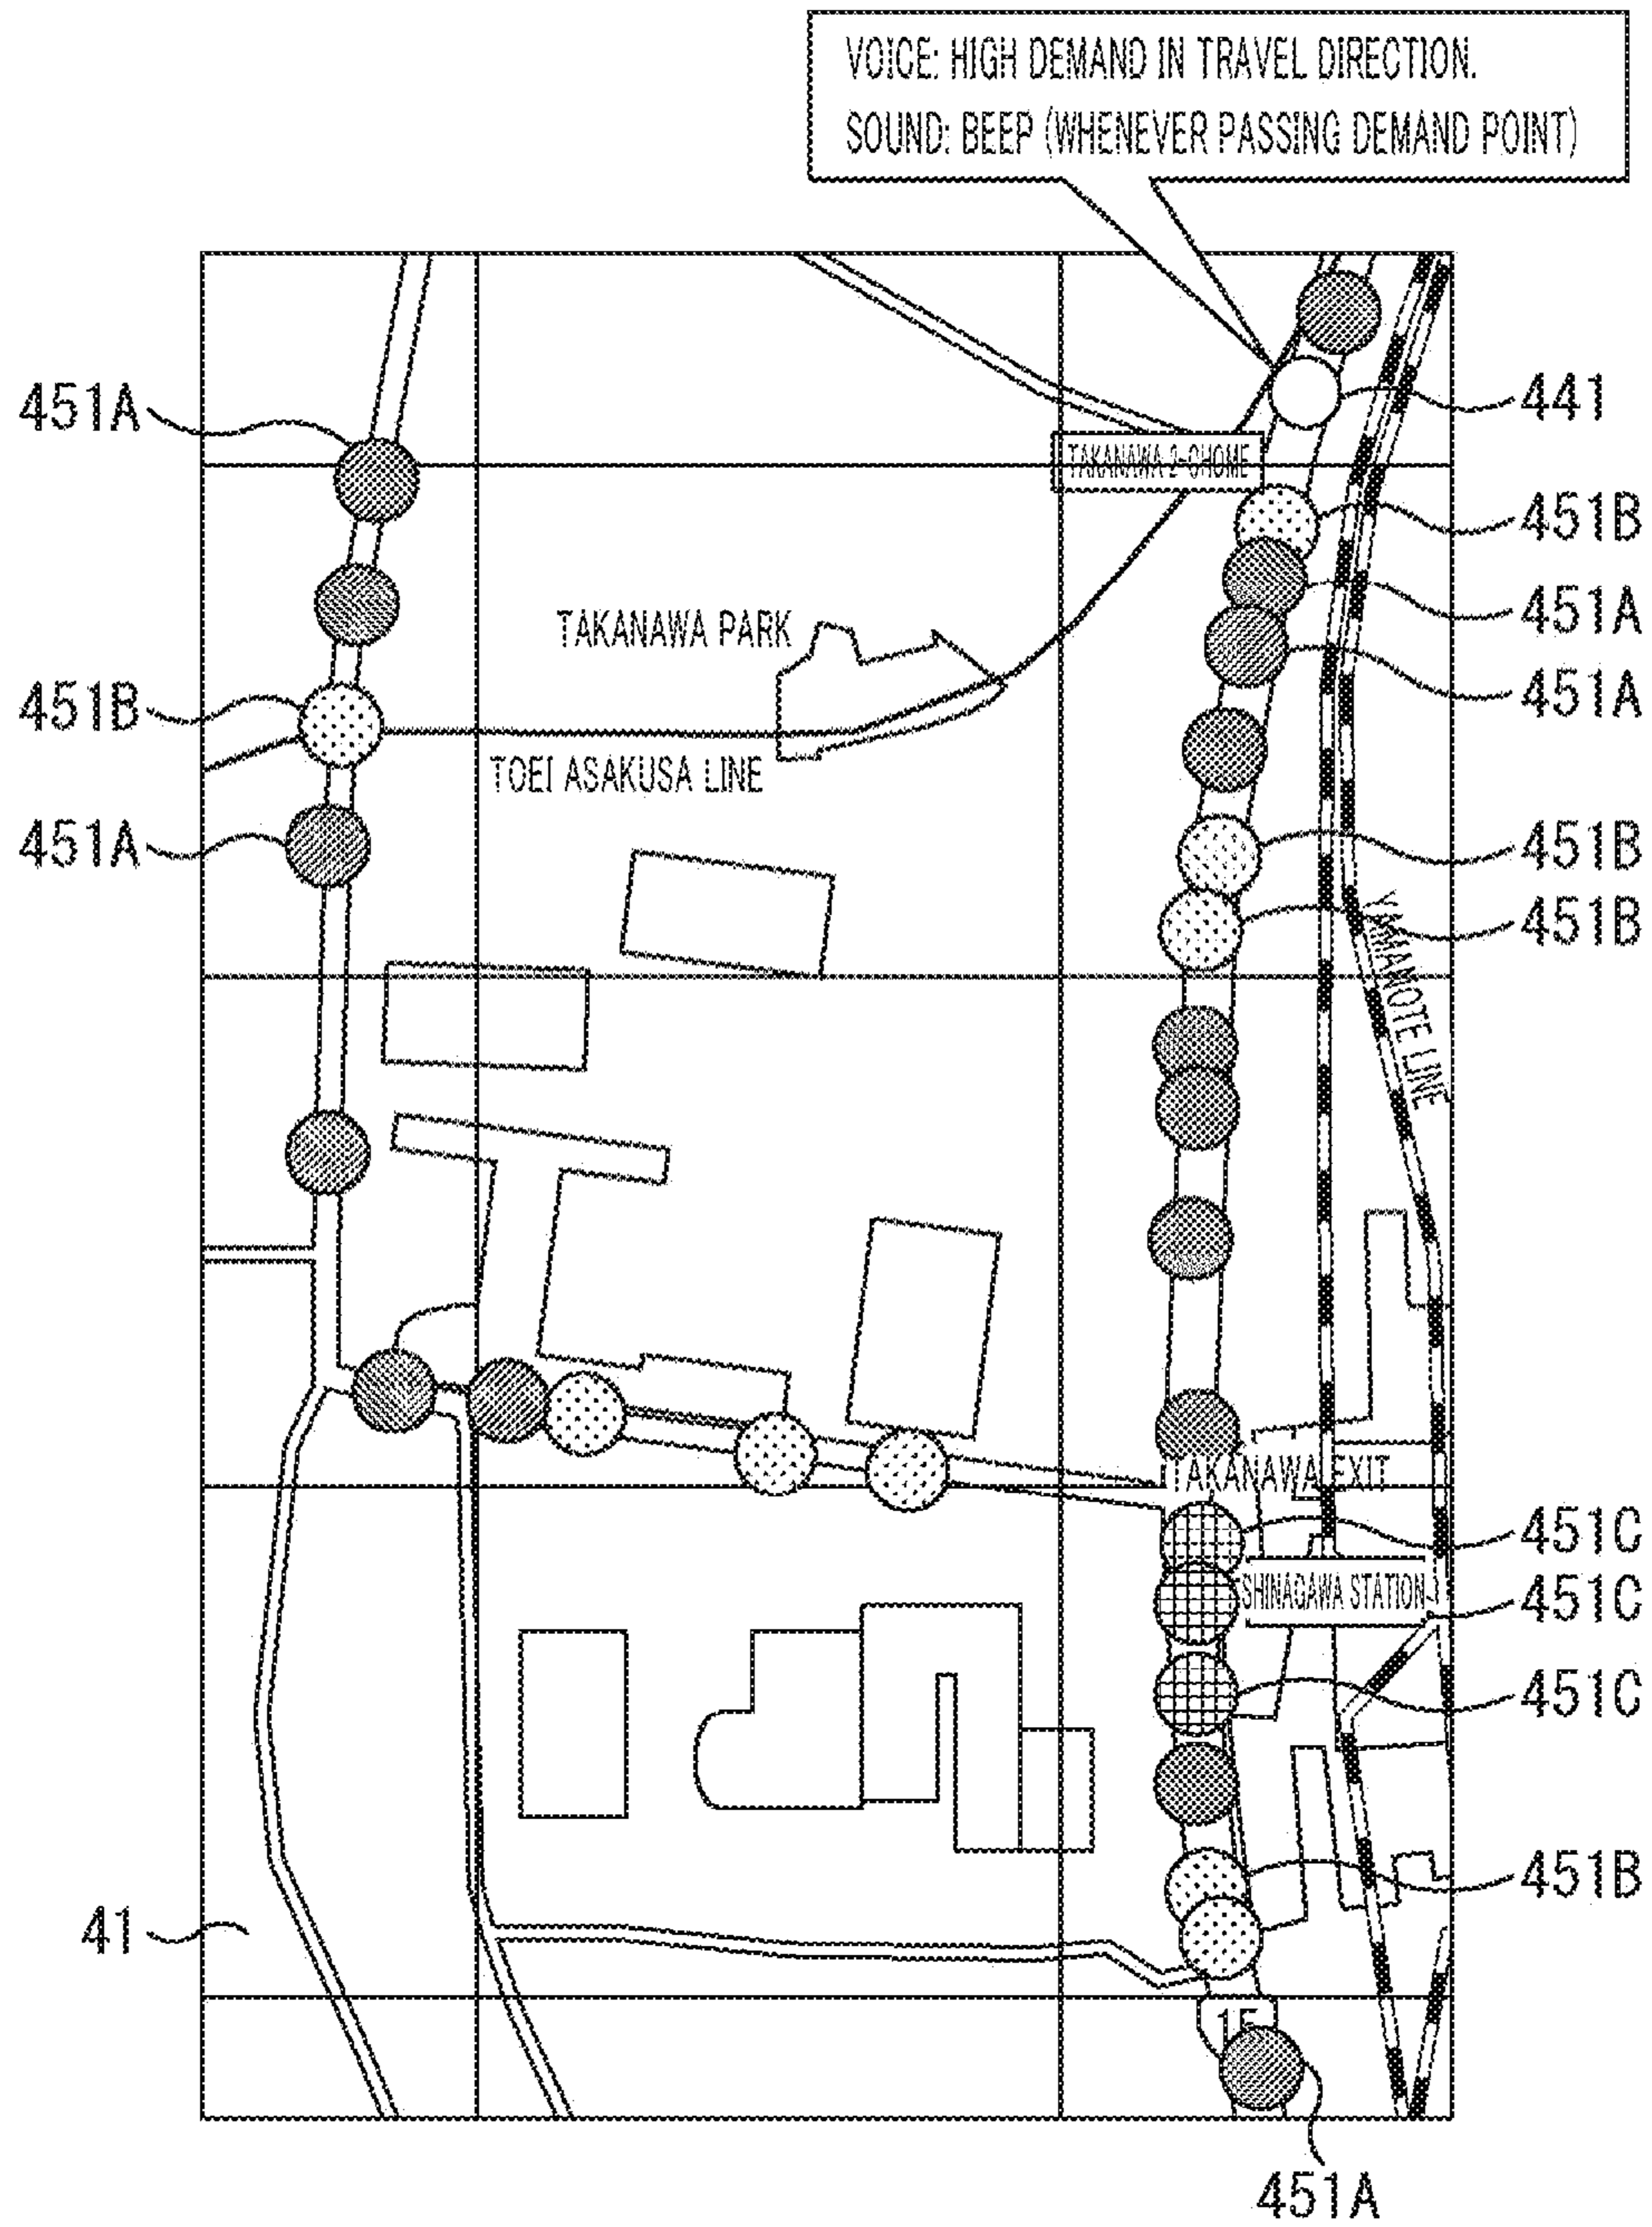 VOICE: HIGH DEMAND IN TRAVEL DIRECTION.
SOUND: BEEP (WHENEVER PASSING DEMAND POINT)
451A
441
TAKANAWA 2-CHOME
451B
451A
TAKANAWA PARK
451B
451A
TOEI ASAKUSA LINE
451A
451B
451B
YAMANOTE LINE
TAKANAWA EXIT
451C
SHINAGAWA STATION
451C
451C
451B
41
15
451A